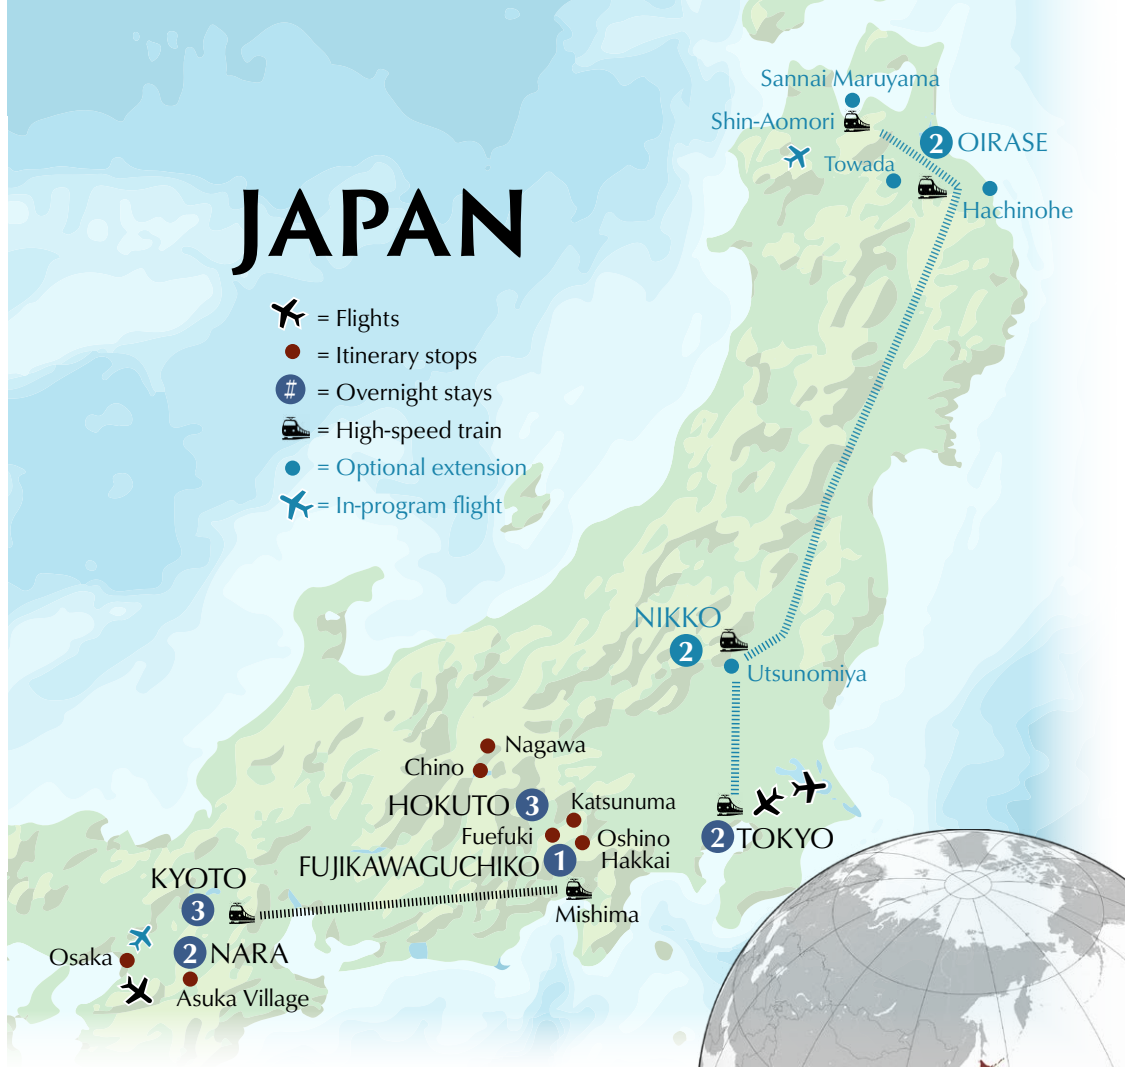 Sannai Maruyama
Shin-Aomori
2 OIRASE
Towada
Hachinohe
JAPAN
= Flights
= Itinerary stops
# = Overnight stays
= High-speed train
= Optional extension
= In-program flight
NIKKO
2
Utsunomiya
Nagawa
Chino
HOKUTO 3
Katsunuma
Fuefuki
Oshino
Hakkai
FUJIKAWAGUCHIKO 1
2 TOKYO
KYOTO
3
Mishima
Osaka
2 NARA
Asuka Village